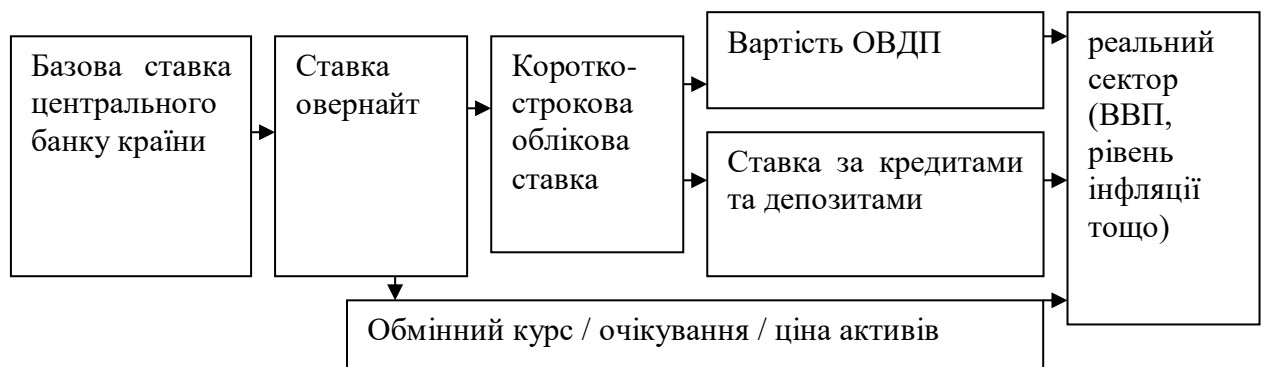 Базова ставка
центрального
банку країни
Ставка
овернайт
Коротко-
строкова
облікова
ставка
Вартість ОВДП
Ставка за кредитами
та депозитами
реальний
сектор
(ВВП,
рівень
інфляції
тощо)
Обмінний курс / очікування / ціна активів